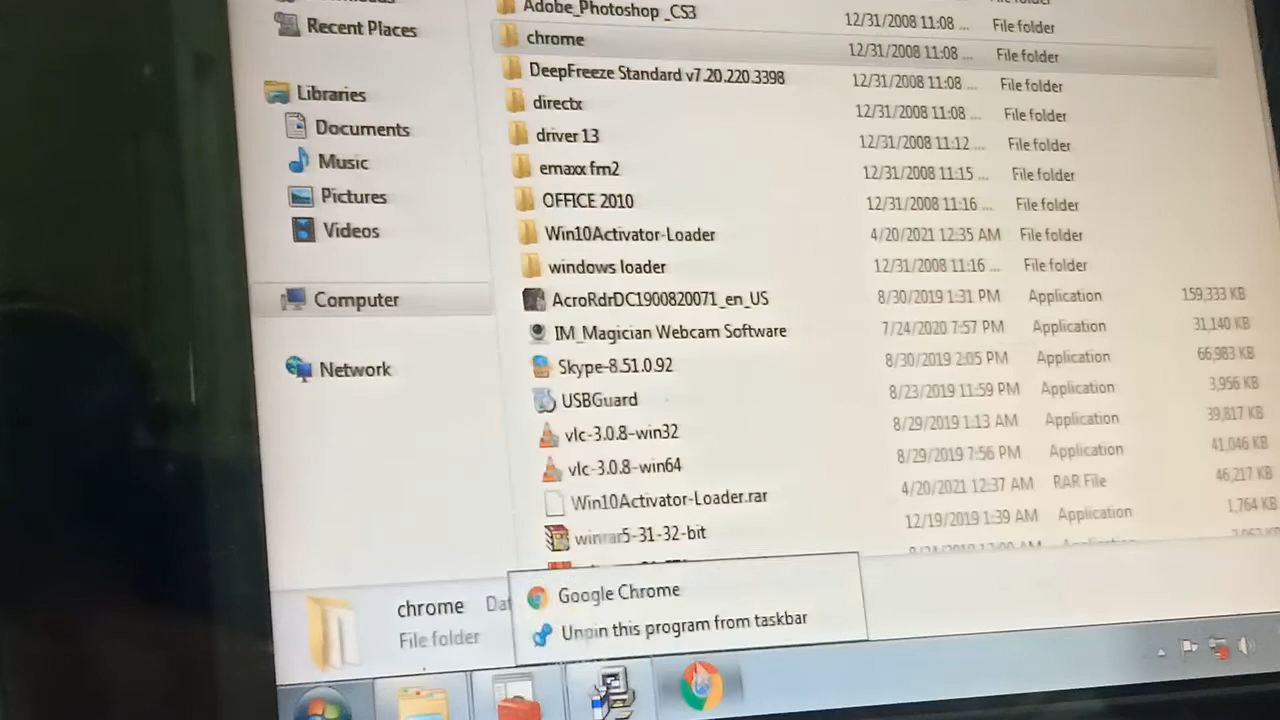 Recent Places
Libraries
Documents
Music
Pictures
Videos
Computer
Network
Adobe_Photoshop _CS3 12/31/2008 11:08 ... File folder
chrome 12/31/2008 11:08 ... File folder
DeepFreeze Standard v7.20.220.3398 12/31/2008 11:08 ... File folder
directx 12/31/2008 11:08 ... File folder
driver 13 12/31/2008 11:12 ... File folder
emaxx fm2 12/31/2008 11:15 ... File folder
OFFICE 2010 12/31/2008 11:16 ... File folder
Win10Activator-Loader 4/20/2021 12:35 AM File folder
windows loader 12/31/2008 11:16 ... File folder
AcroRdrDC1900820071_en_US 8/30/2019 1:31 PM Application 159,333 KB
IM_Magician Webcam Software 7/24/2020 7:57 PM Application 31,140 KB
Skype-8.51.0.92 8/30/2019 2:05 PM Application 66,983 KB
USBGuard 8/23/2019 11:59 PM Application 3,956 KB
vlc-3.0.8-win32 8/29/2019 1:13 AM Application 39,817 KB
vlc-3.0.8-win64 8/29/2019 7:56 PM Application 41,046 KB
Win10Activator-Loader.rar 4/20/2021 12:37 AM RAR File 46,217 KB
winrar5-31-32-bit 12/19/2019 1:39 AM Application 1,764 KB
chrome
File folder
Google Chrome
Unpin this program from taskbar